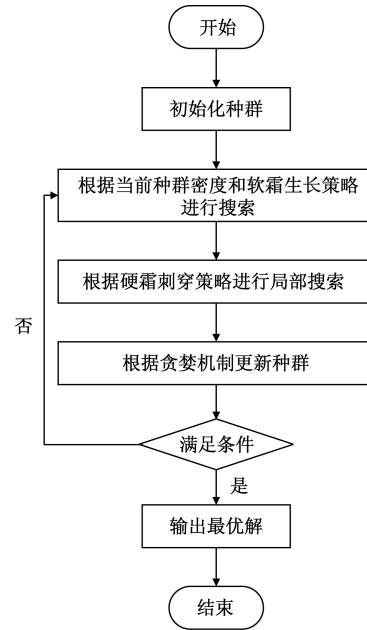 开始
初始化种群
根据当前种群密度和软霜生长策略
进行搜索
根据硬霜刺穿策略进行局部搜索
否
根据贪婪机制更新种群
满足条件
是
输出最优解
结束